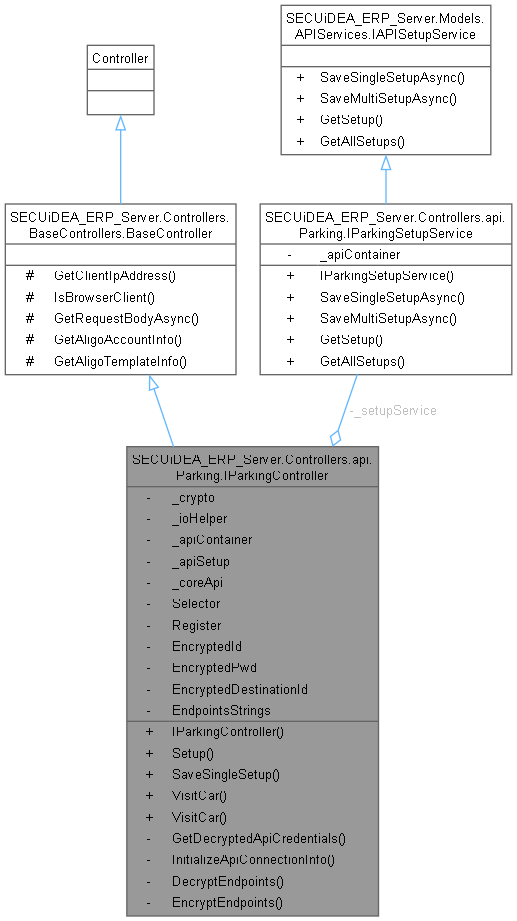 SECUiDEA_ERP_Server.Models.
APIServices.IAPISetupService
+ SaveSingleSetupAsync()
+ SaveMultiSetupAsync()
+ GetSetup()
+ GetAllSetups()
Controller
SECUiDEA_ERP_Server.Controllers.
BaseControllers.BaseController
# GetClientIpAddress()
# IsBrowserClient()
# GetRequestBodyAsync()
# GetAligoAccountInfo()
# GetAligoTemplateInfo()
SECUiDEA_ERP_Server.Controllers.api.
Parking.IParkingSetupService
- _apiContainer
+ IParkingSetupService()
+ SaveSingleSetupAsync()
+ SaveMultiSetupAsync()
+ GetSetup()
+ GetAllSetups()
-_setupService
SECUiDEA_ERP_Server.Controllers.api.
Parking.IParkingController
- _crypto
- _ioHelper
- _apiContainer
- _apiSetup
- _coreApi
- Selector
- Register
- EncryptedId
- EncryptedPwd
- EncryptedDestinationId
- EndpointsStrings
+ IParkingController()
+ Setup()
+ SaveSingleSetup()
+ VisitCar()
+ VisitCar()
- GetDecryptedApiCredentials()
- InitializeApiConnectionInfo()
- DecryptEndpoints()
- EncryptEndpoints()